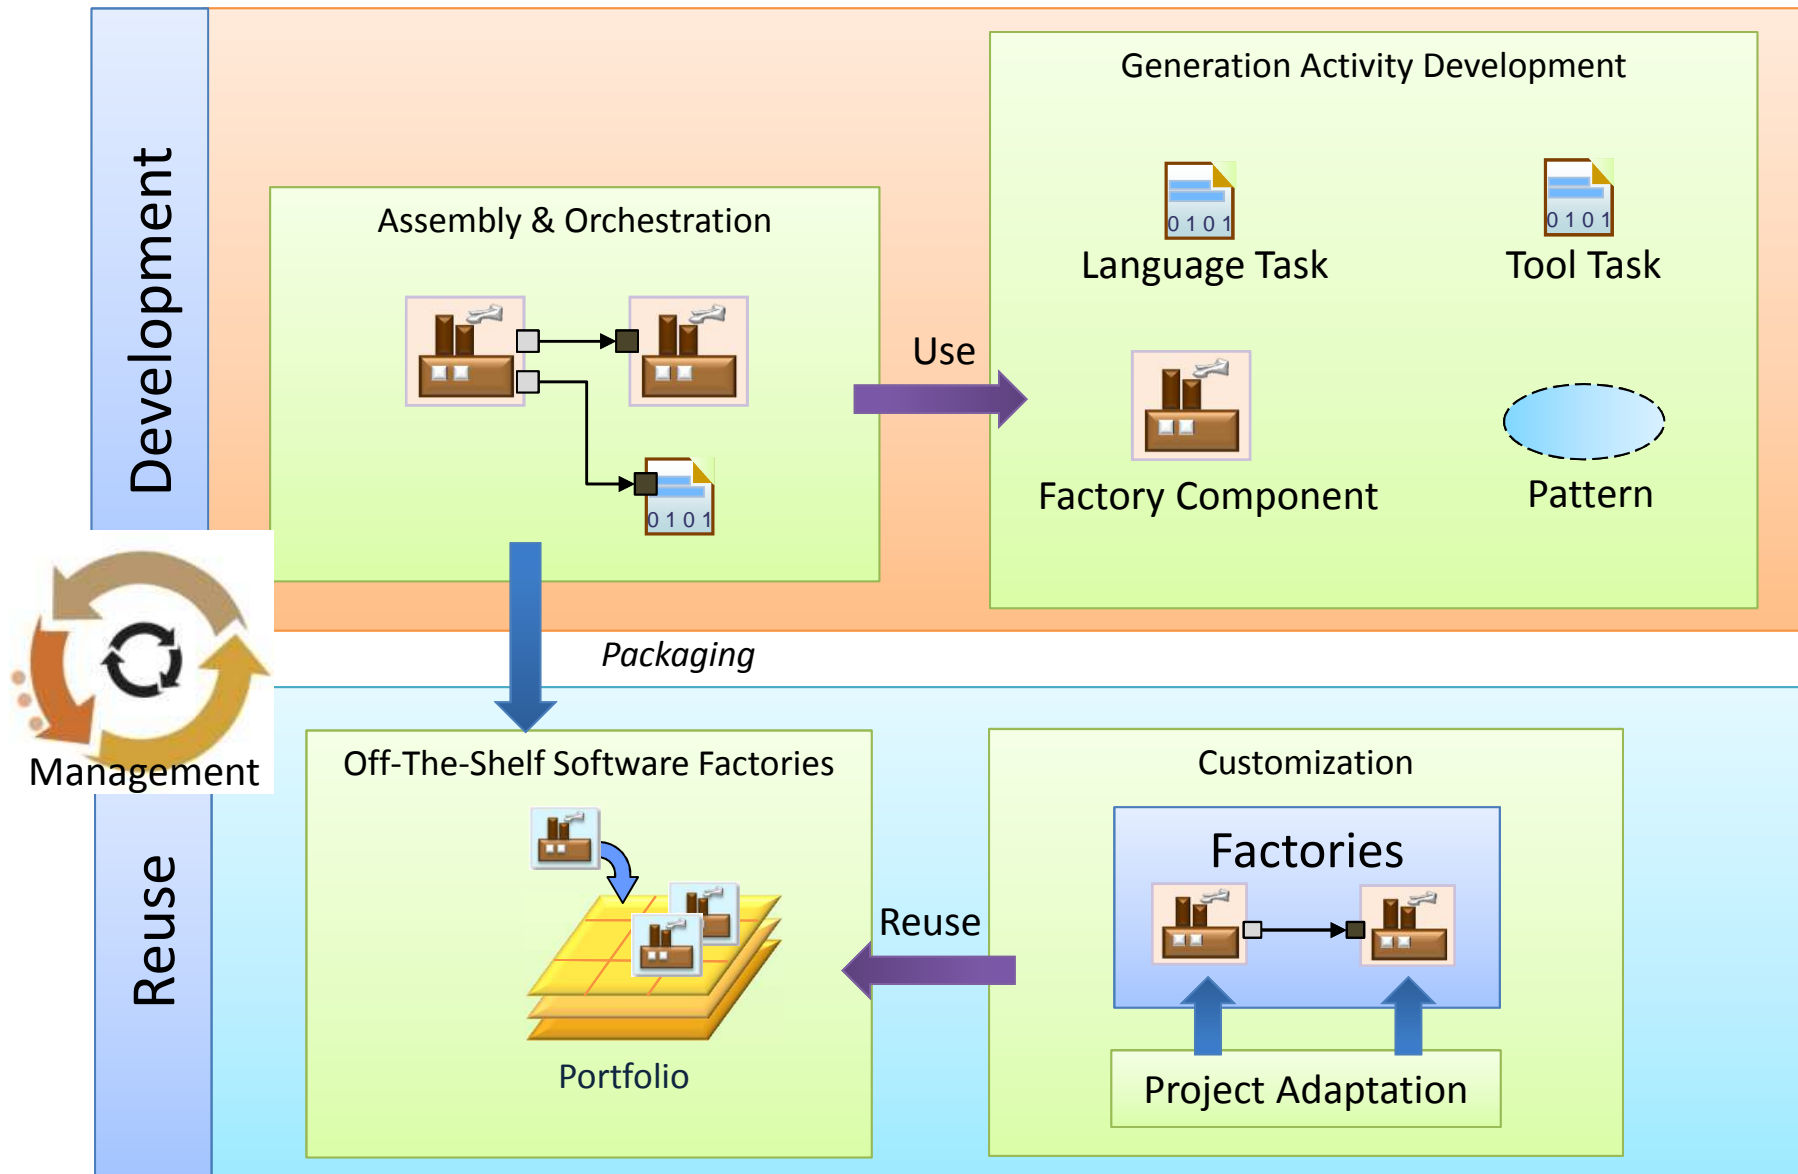 Development
Generation Activity Development
Language Task
Tool Task
Factory Component
Pattern
Assembly & Orchestration
0 1 0 1
0 1 0 1
0 1 0 1
Use
Packaging
Management
Reuse
Off-The-Shelf Software Factories
Portfolio
Reuse
Customization
Factories
Project Adaptation